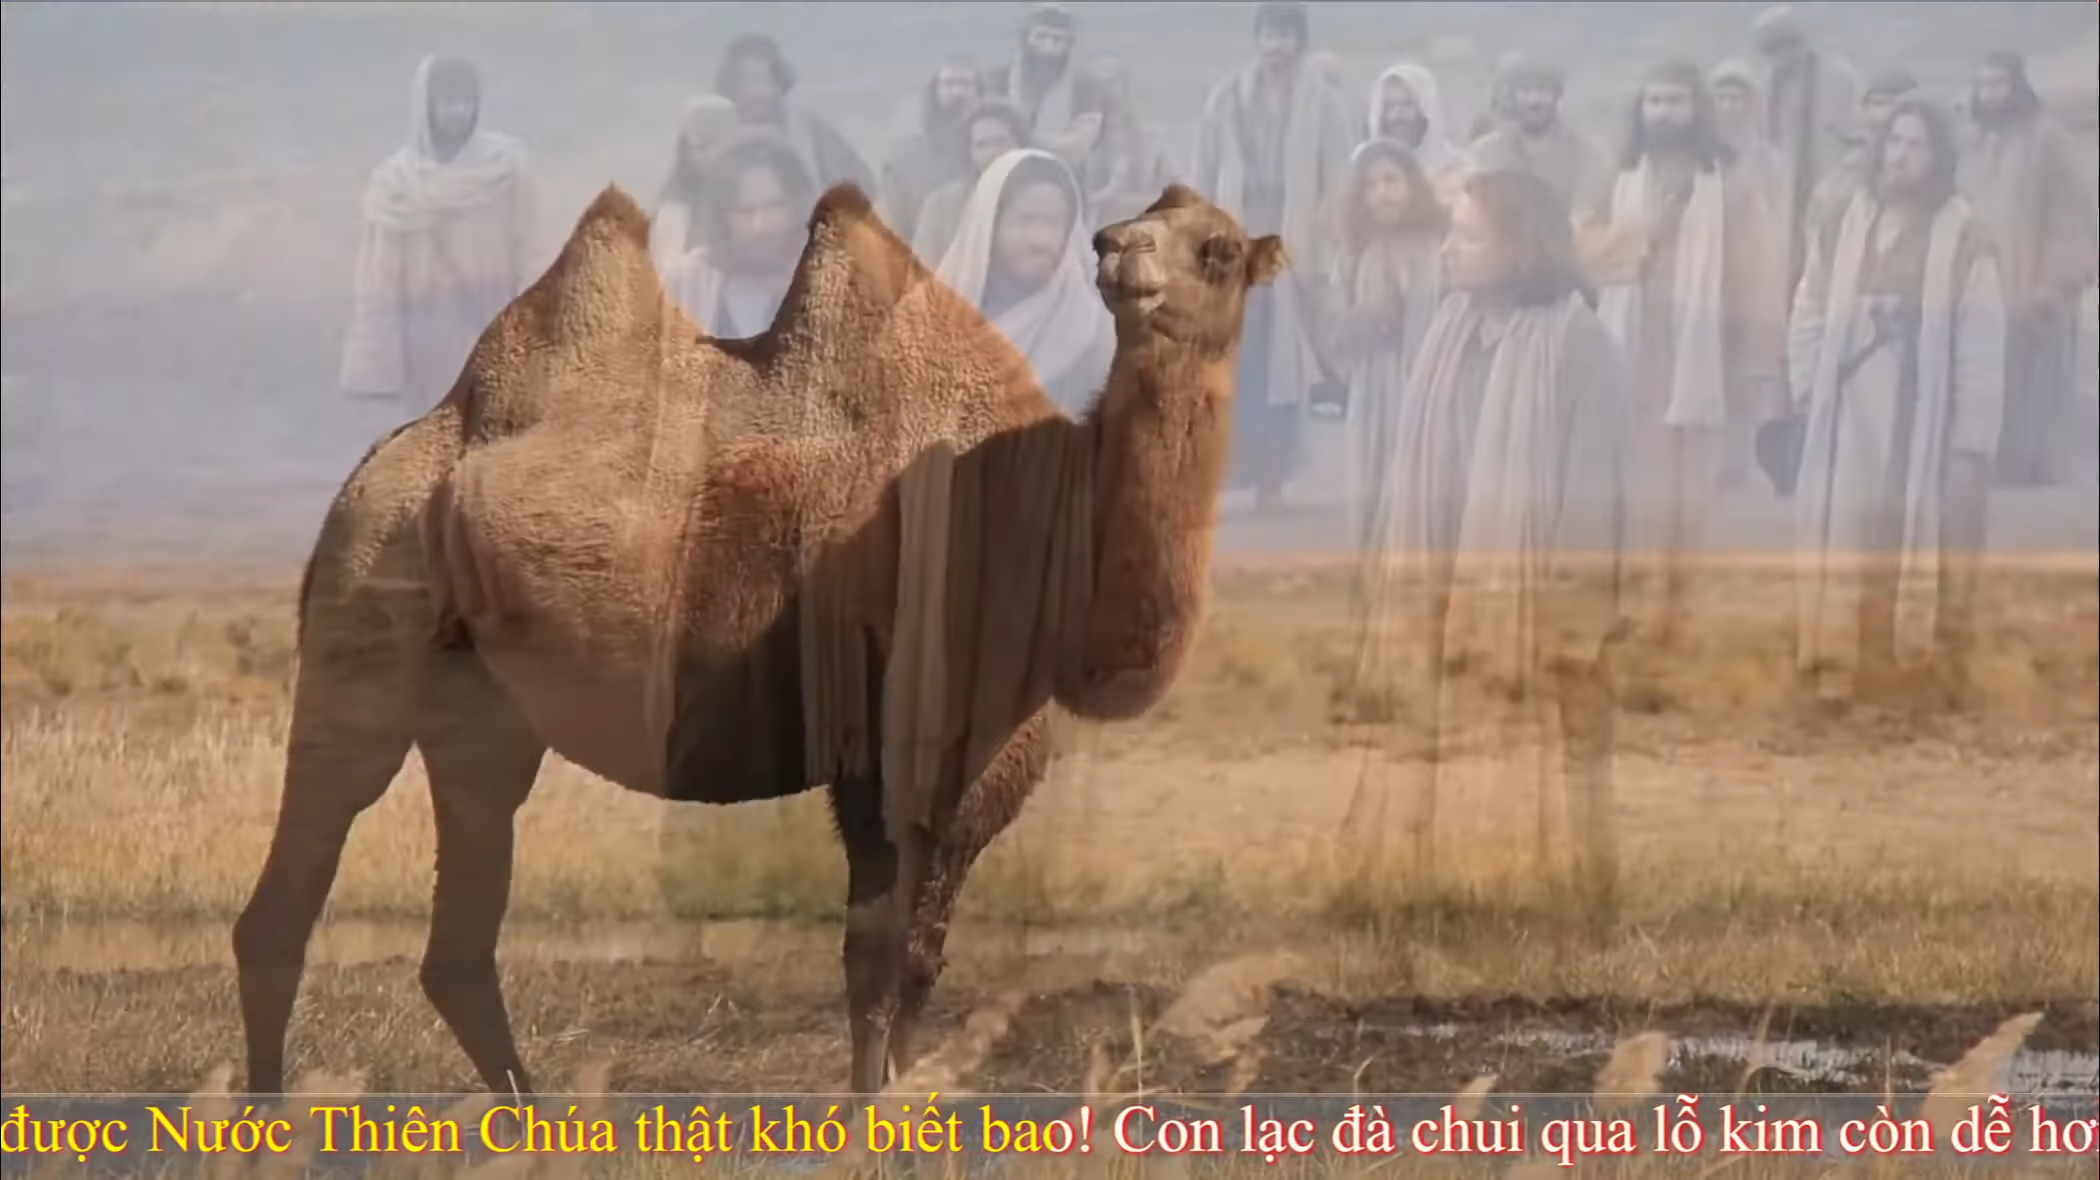 được Nước Thiên Chúa thật khó biết bao! Con lạc đà chui qua lỗ kim còn dễ hơ